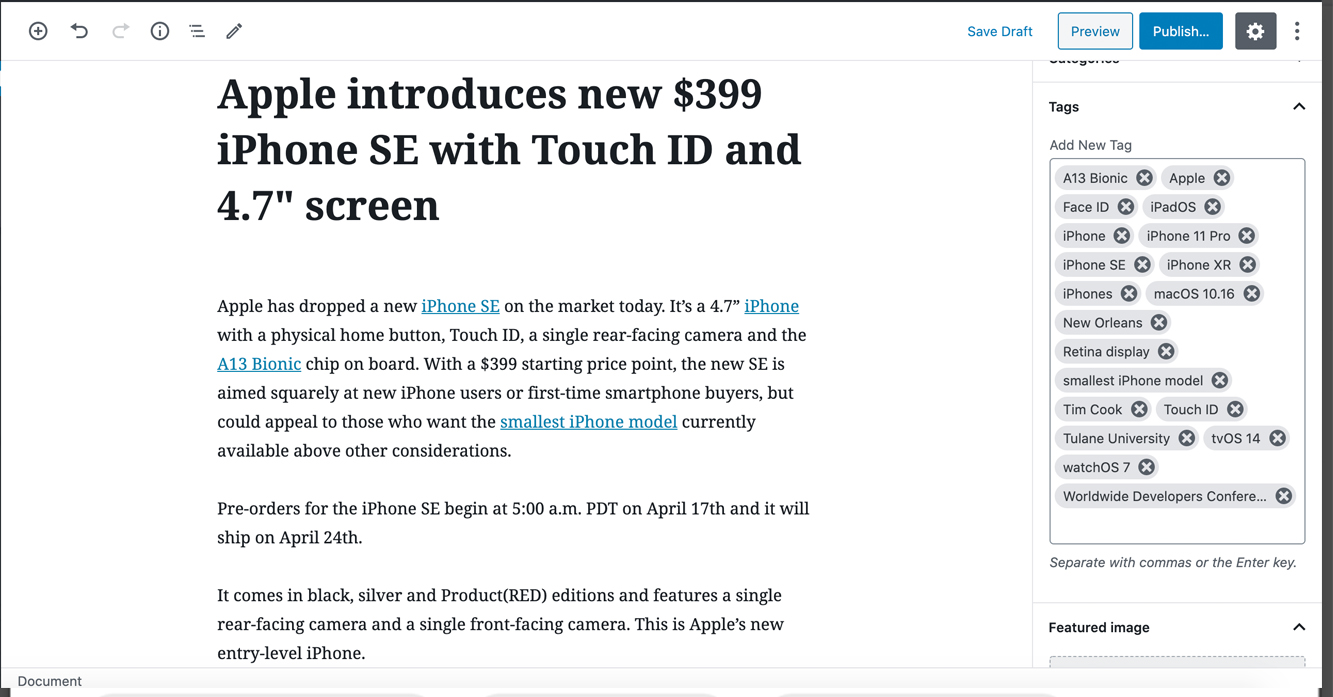 Save Draft Preview Publish...
Apple introduces new $399
iPhone SE with Touch ID and
4.7" screen
Apple has dropped a new iPhone SE on the market today. It’s a 4.7” iPhone
with a physical home button, Touch ID, a single rear-facing camera and the
A13 Bionic chip on board. With a $399 starting price point, the new SE is
aimed squarely at new iPhone users or first-time smartphone buyers, but
could appeal to those who want the smallest iPhone model currently
available above other considerations.
Pre-orders for the iPhone SE begin at 5:00 a.m. PDT on April 17th and it will
ship on April 24th.
It comes in black, silver and Product(RED) editions and features a single
rear-facing camera and a single front-facing camera. This is Apple’s new
entry-level iPhone.
Categories
Tags
Add New Tag
A13 Bionic Apple
Face ID iPadOS
iPhone iPhone 11 Pro
iPhone SE iPhone XR
iPhones macOS 10.16
New Orleans
Retina display
smallest iPhone model
Tim Cook Touch ID
Tulane University tvOS 14
watchOS 7
Worldwide Developers Confere...
Separate with commas or the Enter key.
Featured image
Document